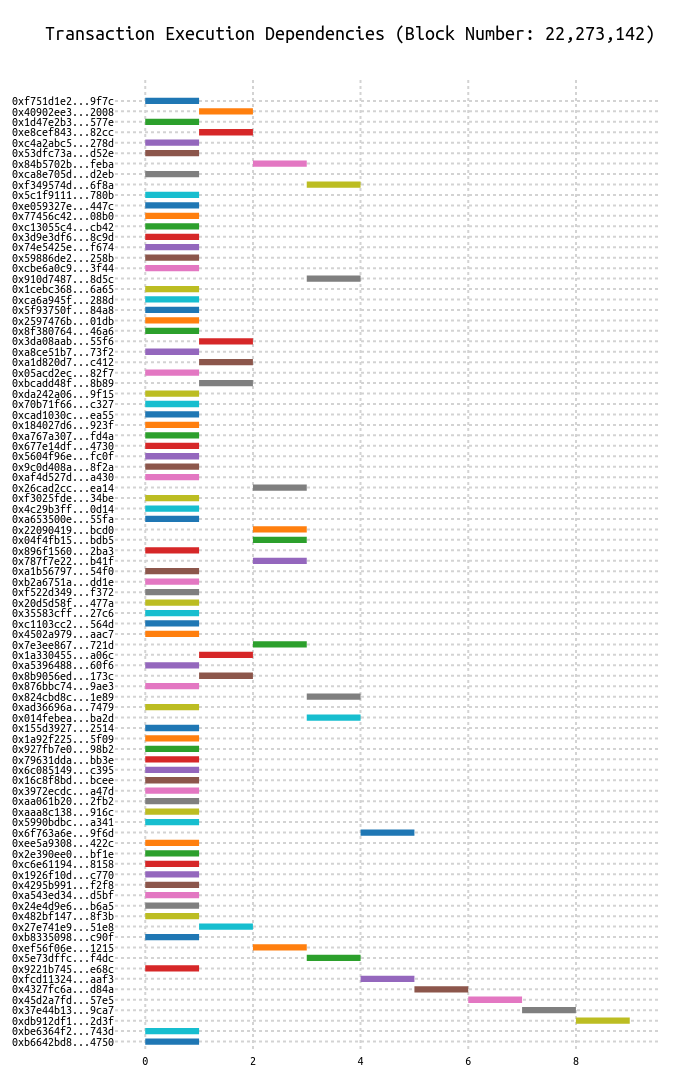 Transaction Execution Dependencies (Block Number: 22,273,142)
0xf751d1e2...9f7c
0x40902ee3...2008
0x1d47e2b3...577e
0xe8cef843...82cc
0xc4a2abc5...278d
0x53dfc73a...d52e
0x84b5702b...feba
0xca8e705d...d2eb
0xf349574d...6f8a
0x5c1f9111...780b
0xe059327e...447c
0x77456c42...08b0
0xc13055c4...cb42
0x3d9e3df6...8c9d
0x74e5425e...f674
0x59886de2...258b
0xcbe6a0c9...3f44
0x910d7487...8d5c
0x1cebc368...6a65
0xca6a945f...288d
0x5f93750f...84a8
0x2597476b...01db
0x8f380764...46a6
0x3da08aab...55f6
0xa8ce51b7...73f2
0xa1d820d7...c412
0x05acd2ec...82f7
0xbcadd48f...8b89
0xda242a06...9f15
0x70b71f66...c327
0xcad1030c...ea55
0x184027d6...923f
0xa767a307...fd4a
0x677e14df...4730
0x5604f96e...fc0f
0x9c0d408a...8f2a
0xaf4d527d...a430
0x26cad2cc...ea14
0xf3025fde...34be
0x4c29b3ff...0d14
0xa653500e...55fa
0x22090419...bcd0
0x04f4fb15...bdb5
0x896f1560...2ba3
0x787f7e22...b41f
0xa1b56797...54f0
0xb2a6751a...dd1e
0xf522d349...f372
0x20d5d58f...477a
0x35583cff...27c6
0xc1103cc2...564d
0x4502a979...aac7
0x7e3ee867...721d
0x1a330455...a06c
0xa5396488...60f6
0x8b9056ed...173c
0x876bbc74...9ae3
0x824cbd8c...1e89
0xad36696a...7479
0x014febea...ba2d
0x155d3927...2514
0x1a92f225...5f09
0x927fb7e0...98b2
0x79631dda...bb3e
0x6c085149...c395
0x16c8f8bd...bcee
0x3972ecdc...a47d
0xaa061b20...2fb2
0xaaa8c138...916c
0x5990bdbc...a341
0x6f763a6e...9f6d
0xee5a9308...422c
0x2e390ee0...bf1e
0xc6e61194...8158
0x1926f10d...c770
0x4295b991...f2f8
0xa543ed34...d5bf
0x24e4d9e6...b6a5
0x482bf147...8f3b
0x27e741e9...51e8
0xb8335098...c90f
0xef56f06e...1215
0x5e73dffc...f4dc
0x9221b745...e68c
0xfcd11324...aaf3
0x4327fc6a...d84a
0x45d2a7fd...57e5
0x37e44b13...9ca7
0xdb912df1...2d3f
0xbe6364f2...743d
0xb6642bd8...4750
0 2 4 6 8